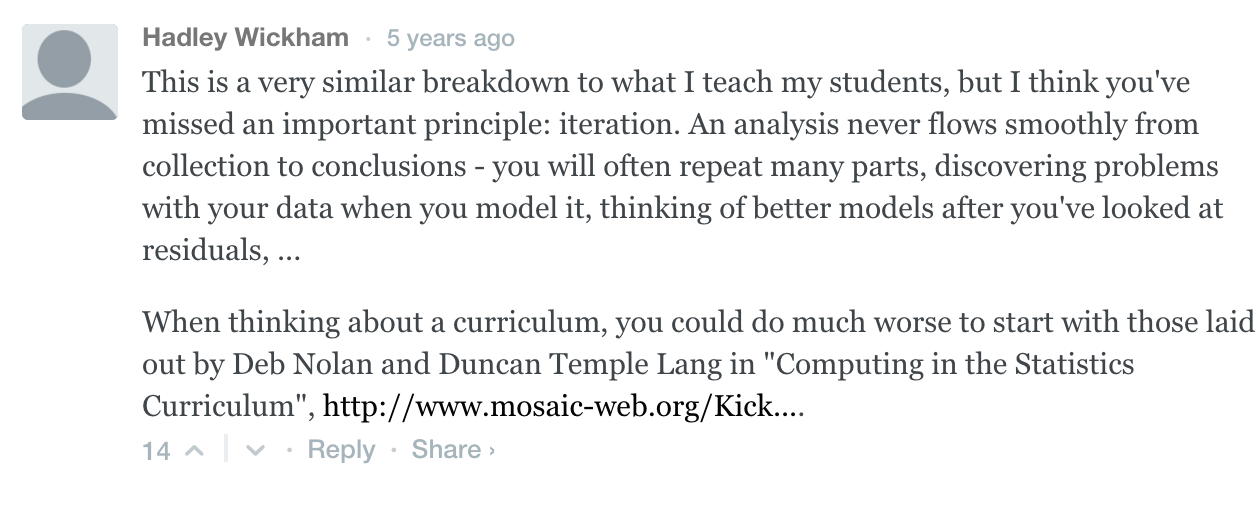 Hadley Wickham · 5 years ago
This is a very similar breakdown to what I teach my students, but I think you've
missed an important principle: iteration. An analysis never flows smoothly from
collection to conclusions - you will often repeat many parts, discovering problems
with your data when you model it, thinking of better models after you've looked at
residuals, ...
When thinking about a curriculum, you could do much worse to start with those laid
out by Deb Nolan and Duncan Temple Lang in "Computing in the Statistics
Curriculum", http://www.mosaic-web.org/Kick....
14 · Reply · Share ›